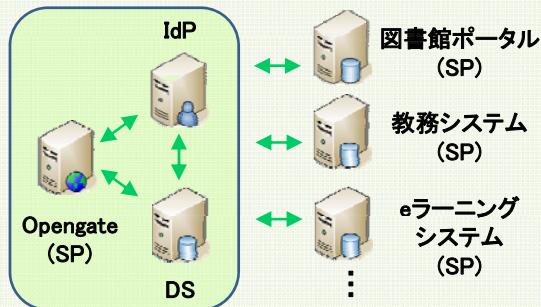 IdP
Opengate
(SP)
DS
図書館ポータル
(SP)
教務システム
(SP)
eラーニング
システム
(SP)
⋮